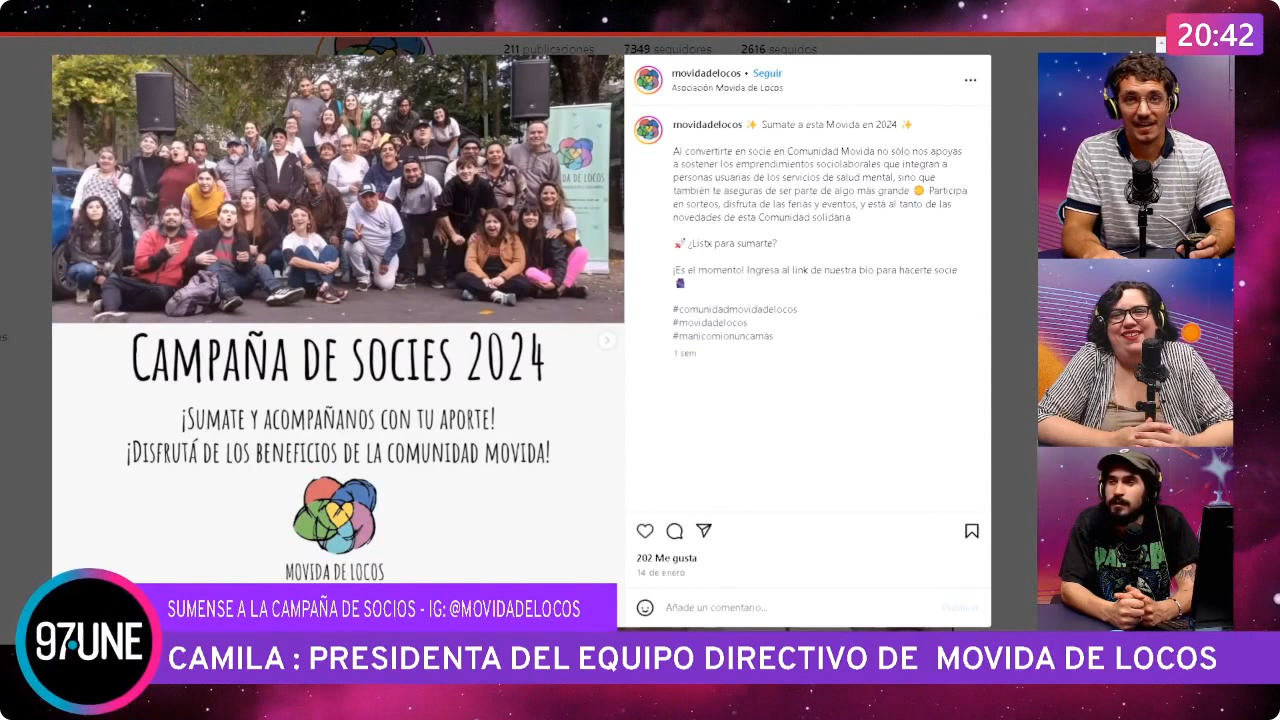 20:42
211 publicaciones 7349 seguidores 2616 seguidos
movidadelocos • Seguir
Asociación Movida de Locos
movidadelocos ✨ Sumate a esta Movida en 2024 ✨
Al convertirte en socie en Comunidad Movida no sólo nos apoyas
a sostener los emprendimientos sociolaborales que integran a
personas usuarias de los servicios de salud mental, sino que
también te aseguras de ser parte de algo más grande 🌞 Participa
en sorteos, disfruta de las ferias y eventos, y está al tanto de las
novedades de esta Comunidad solidaria
🚀 ¿Listx para sumarte?
¡Es el momento! Ingresa al link de nuestra bio para hacerte socie
#comunidadmovidadelocos
#movidadelocos
#manicomionuncamás
1 sem
202 Me gusta
14 de enero
Añade un comentario...
Publicar
IDA DE LOCOS
CAMPAÑA DE SOCIES 2024
¡SUMATE Y ACOMPAÑANOS CON TU APORTE!
¡DISFRUTÁ DE LOS BENEFICIOS DE LA COMUNIDAD MOVIDA!
MOVIDA DE LOCOS
SUMENSE A LA CAMPAÑA DE SOCIOS - IG: @MOVIDADELOCOS
97.UNE
CAMILA : PRESIDENTA DEL EQUIPO DIRECTIVO DE MOVIDA DE LOCOS